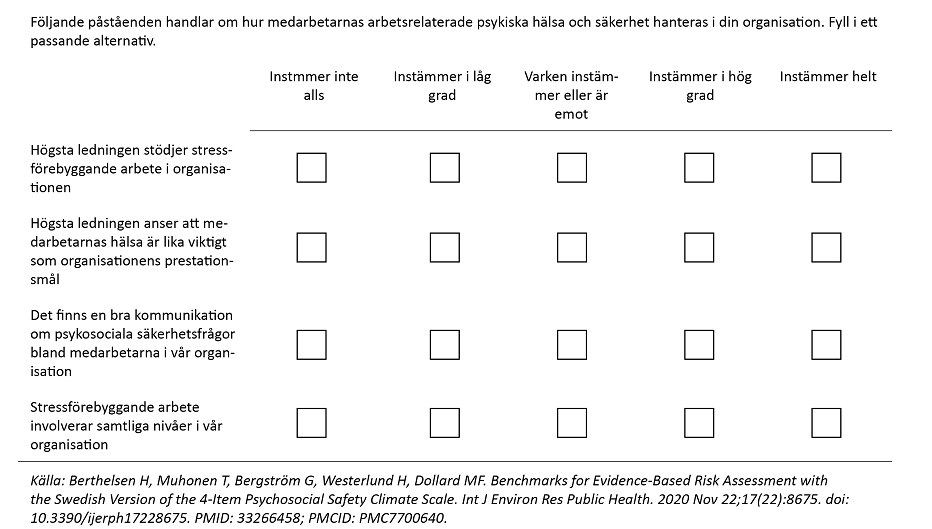 Följande påståenden handlar om hur medarbetarnas arbetsrelaterade psykiska hälsa och säkerhet hanteras i din organisation. Fyll i ett
passande alternativ.
Instmmer inte
alls
Instämmer i låg
grad
Varken instäm-
mer eller är
emot
Instämmer i hög
grad
Instämmer helt
Högsta ledningen stödjer stress-
förebyggande arbete i organisa-
tionen
Högsta ledningen anser att me-
darbetarnas hälsa är lika viktigt
som organisationens prestation-
smål
Det finns en bra kommunikation
om psykosociala säkerhetsfrågor
bland medarbetarna i vår organ-
isation
Stressförebyggande arbete
involverar samtliga nivåer i vår
organisation
Källa: Berthelsen H, Muhonen T, Bergström G, Westerlund H, Dollard MF. Benchmarks for Evidence-Based Risk Assessment with
the Swedish Version of the 4-Item Psychosocial Safety Climate Scale. Int J Environ Res Public Health. 2020 Nov 22;17(22):8675. doi:
10.3390/ijerph17228675. PMID: 33266458; PMCID: PMC7700640.